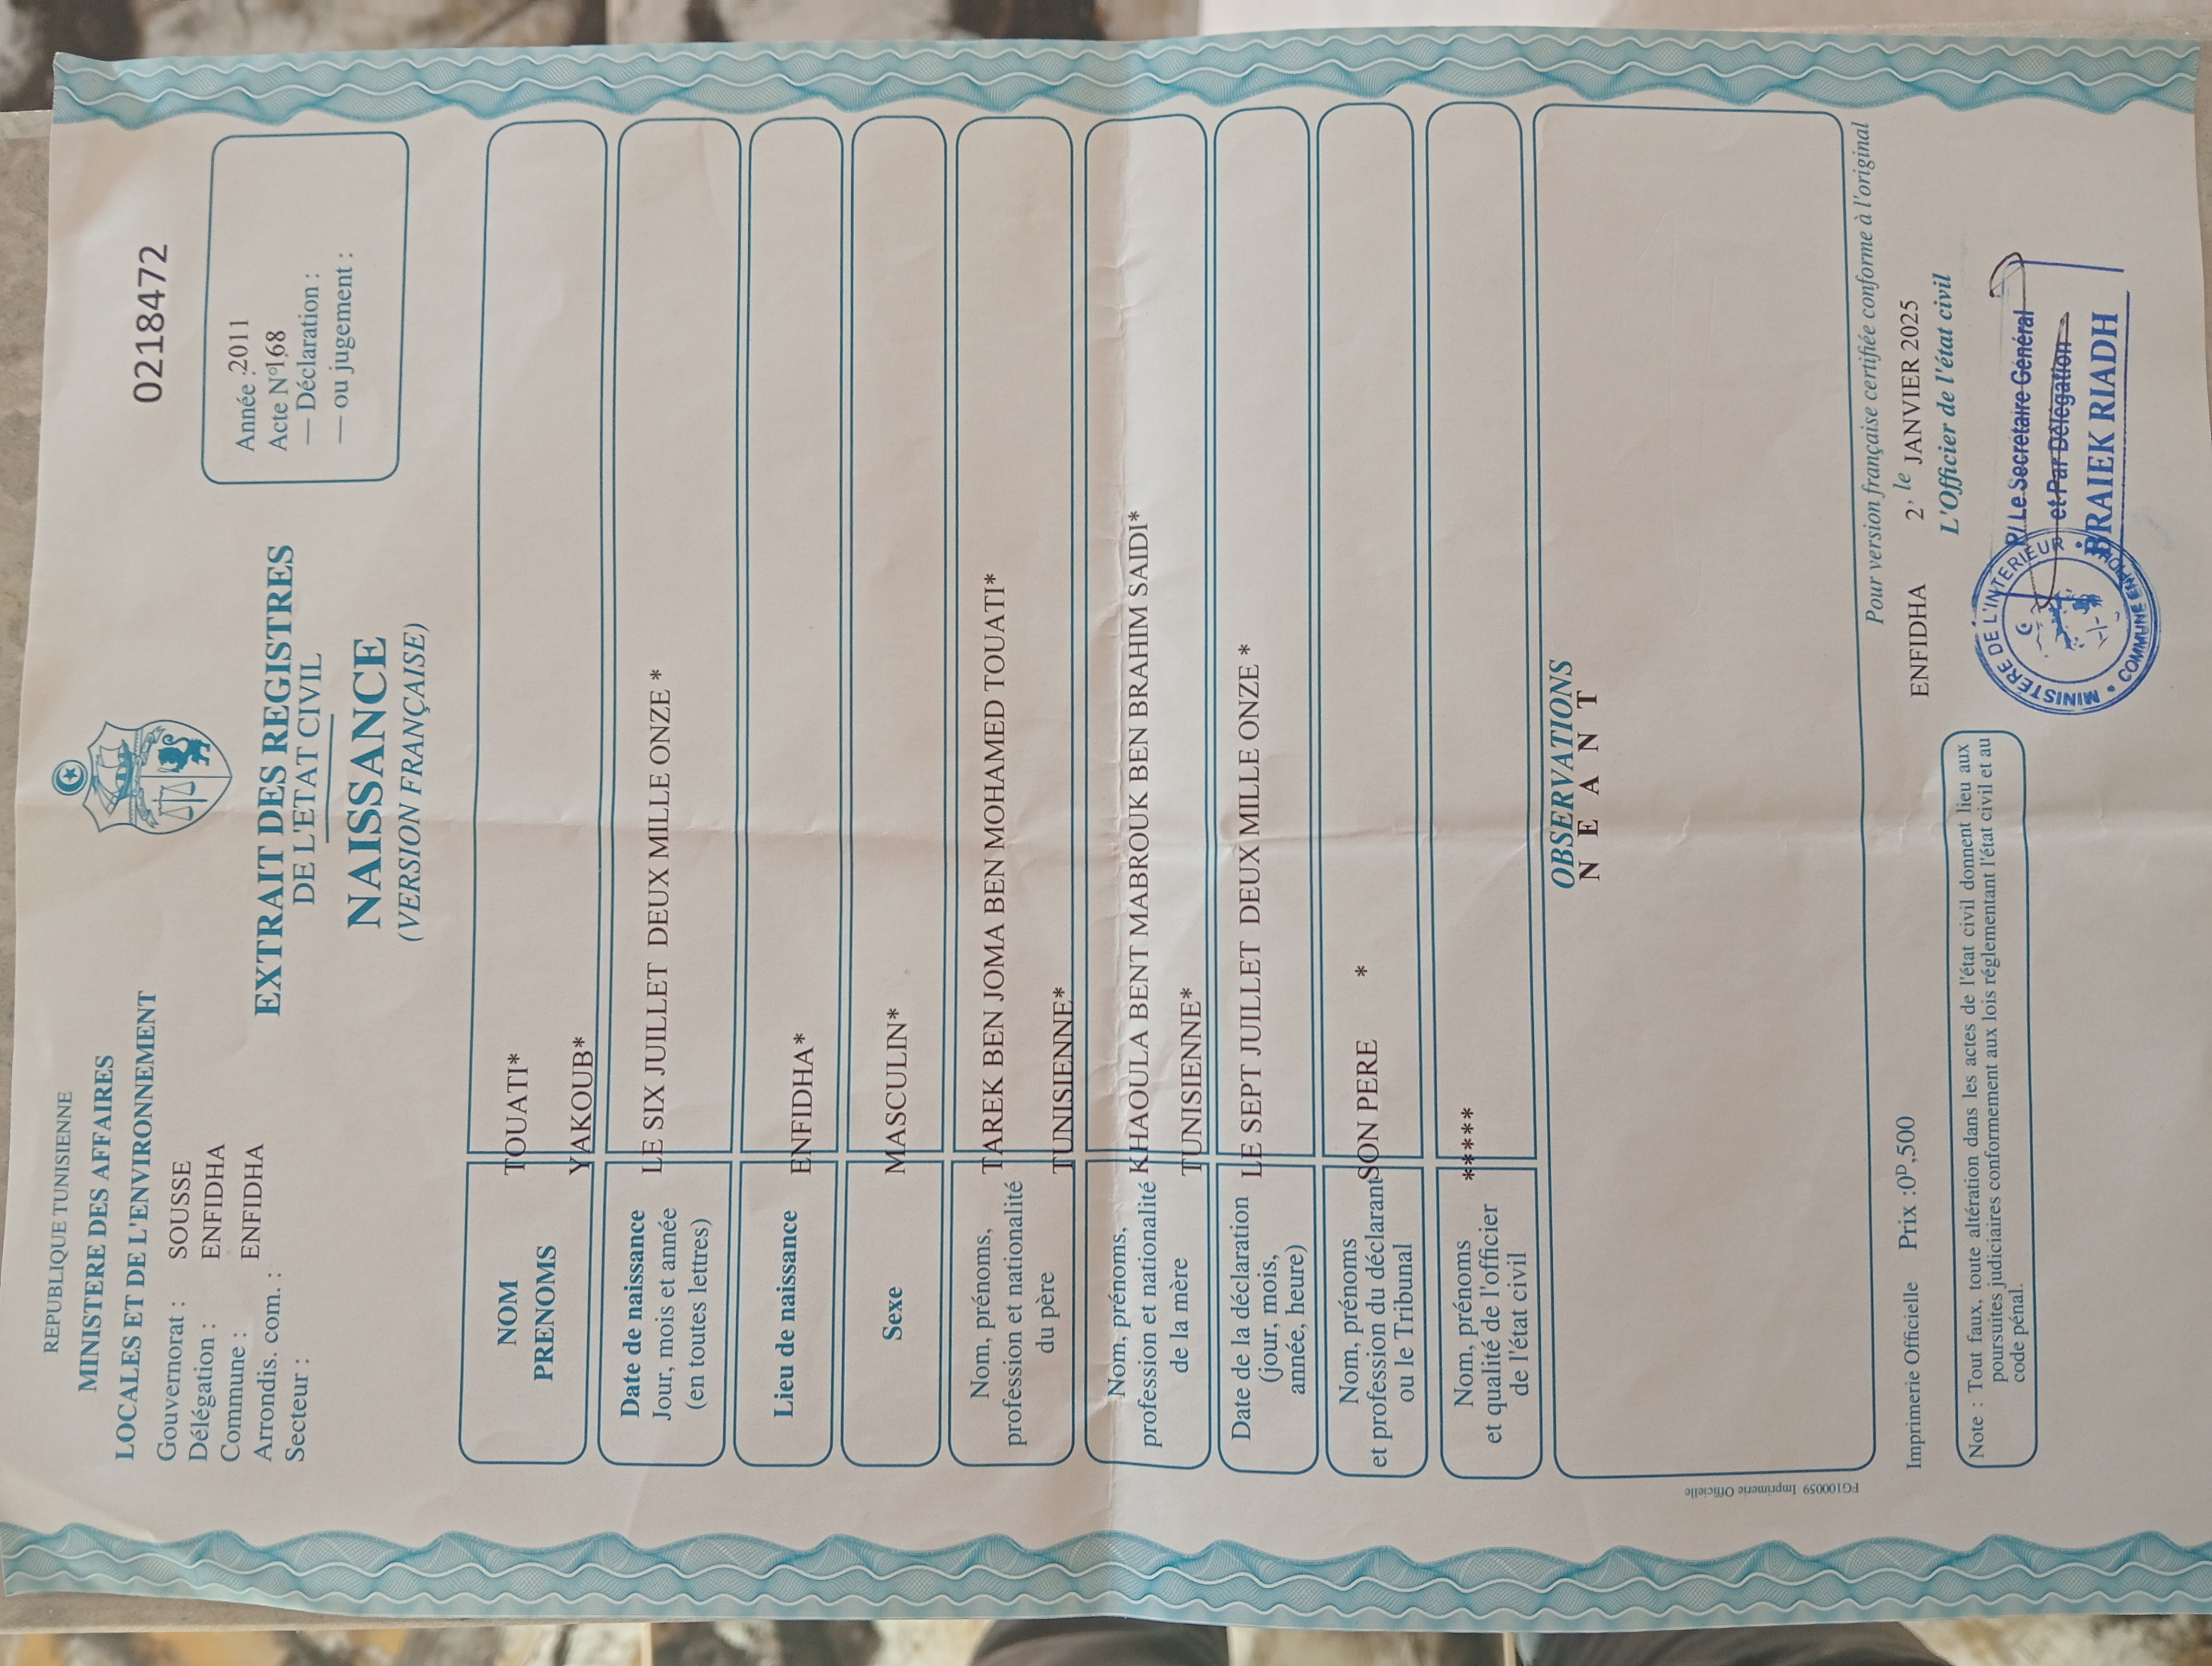 REPUBLIQUE TUNISIENNE
MINISTERE DES AFFAIRES
LOCALES ET DE L'ENVIRONNEMENT
Gouvernorat : SOUSSE
Délégation : ENFIDHA
Commune : ENFIDHA
Arrondis. com. :
Secteur :
0218472
Année :2011
Acte N°168
— Déclaration :
— ou jugement :
EXTRAIT DES REGISTRES
DE L'ETAT CIVIL
NAISSANCE
(VERSION FRANÇAISE)
NOM TOUATI*
PRENOMS YAKOUB*
Date de naissance
Jour, mois et année
(en toutes lettres)
LE SIX JUILLET DEUX MILLE ONZE *
Lieu de naissance ENFIDHA*
Sexe MASCULIN*
Nom, prénoms,
profession et nationalité
du père
TAREK BEN JOMA BEN MOHAMED TOUATI*
TUNISIENNE*
Nom, prénoms,
profession et nationalité
de la mère
KHAOULA BENT MABROUK BEN BRAHIM SAIDI*
TUNISIENNE*
Date de la déclaration
(jour, mois,
année, heure)
LE SEPT JUILLET DEUX MILLE ONZE *
Nom, prénoms
et profession du déclarant
ou le Tribunal
SON PERE *
Nom, prénoms
et qualité de l'officier
de l'état civil
*****
OBSERVATIONS
N E A N T
FG100059 Imprimerie Officielle
Pour version française certifiée conforme à l'original
Imprimerie Officielle Prix :0ᴰ,500
ENFIDHA 2, le JANVIER 2025
L'Officier de l'état civil
Note : Tout faux, toute altération dans les actes de l'état civil donnent lieu aux
poursuites judiciaires conformement aux lois réglementant l'état civil et au
code pénal.
P/ Le Secrétaire Général
et Par Délégation
BRAIEK RIADH
MINISTERE DE L'INTERIEUR
COMMUNE ENFIDHA